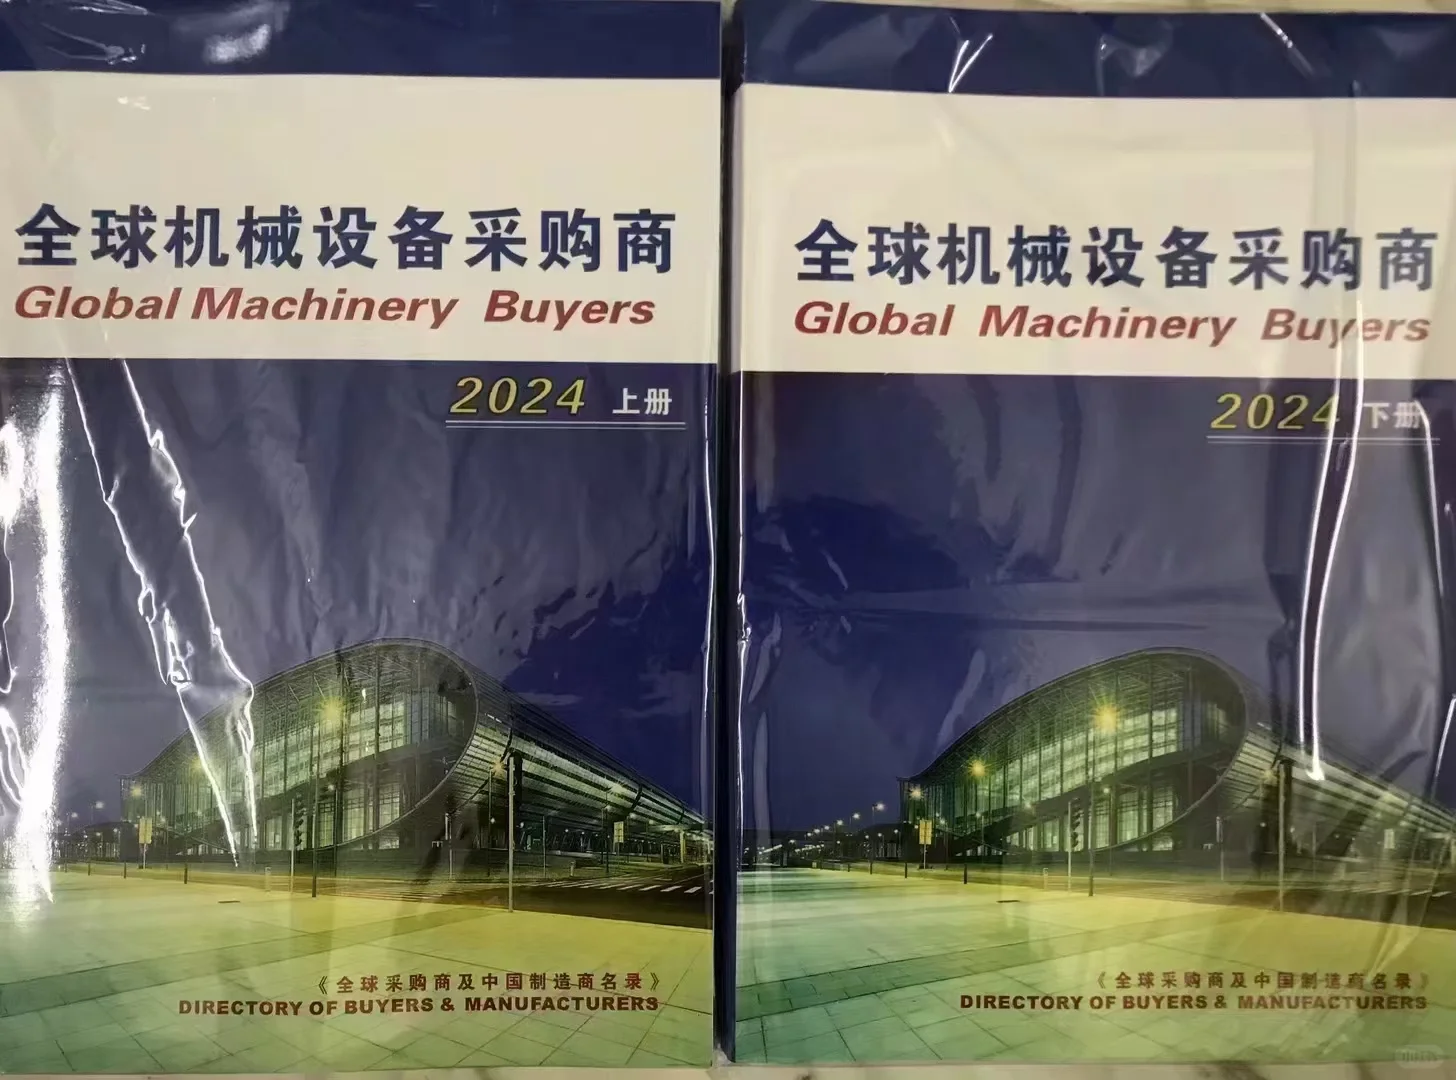 全球机械设备采购商
Global Machinery Buyers
2024 上册
《全球采购商及中国制造商名录》
DIRECTORY OF BUYERS & MANUFACTURERS
全球机械设备采购商
Global Machinery Buyers
2024 下册
《全球采购商及中国制造商名录》
DIRECTORY OF BUYERS & MANUFACTURERS